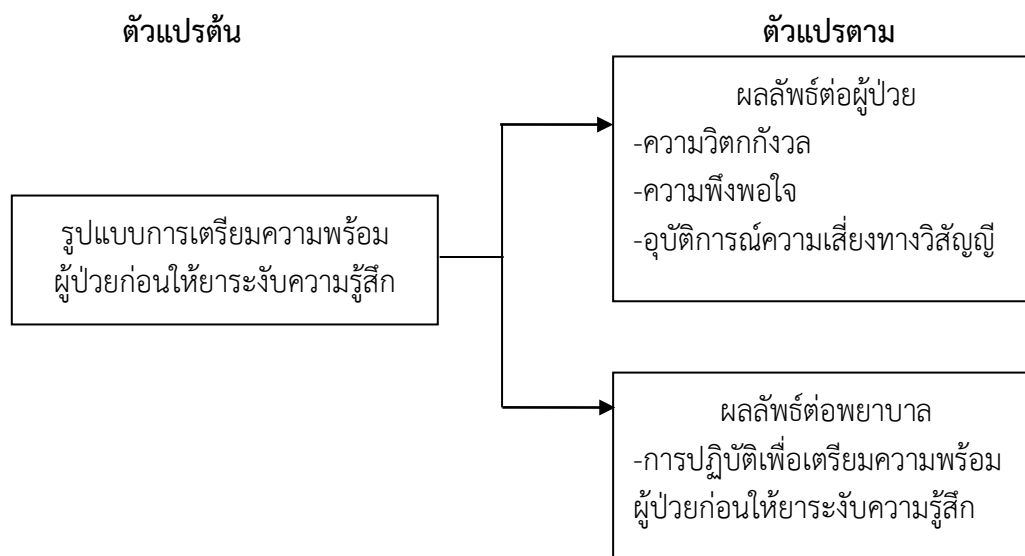 ตัวแปรต้น
ตัวแปรตาม
รูปแบบการเตรียมความพร้อม
ผู้ป่วยก่อนให้ยาระงับความรู้สึก
ผลลัพธ์ต่อผู้ป่วย
-ความวิตกกังวล
-ความพึงพอใจ
-อุบัติการณ์ความเสี่ยงทางวิสัญญี
ผลลัพธ์ต่อพยาบาล
-การปฏิบัติเพื่อเตรียมความพร้อม
ผู้ป่วยก่อนให้ยาระงับความรู้สึก